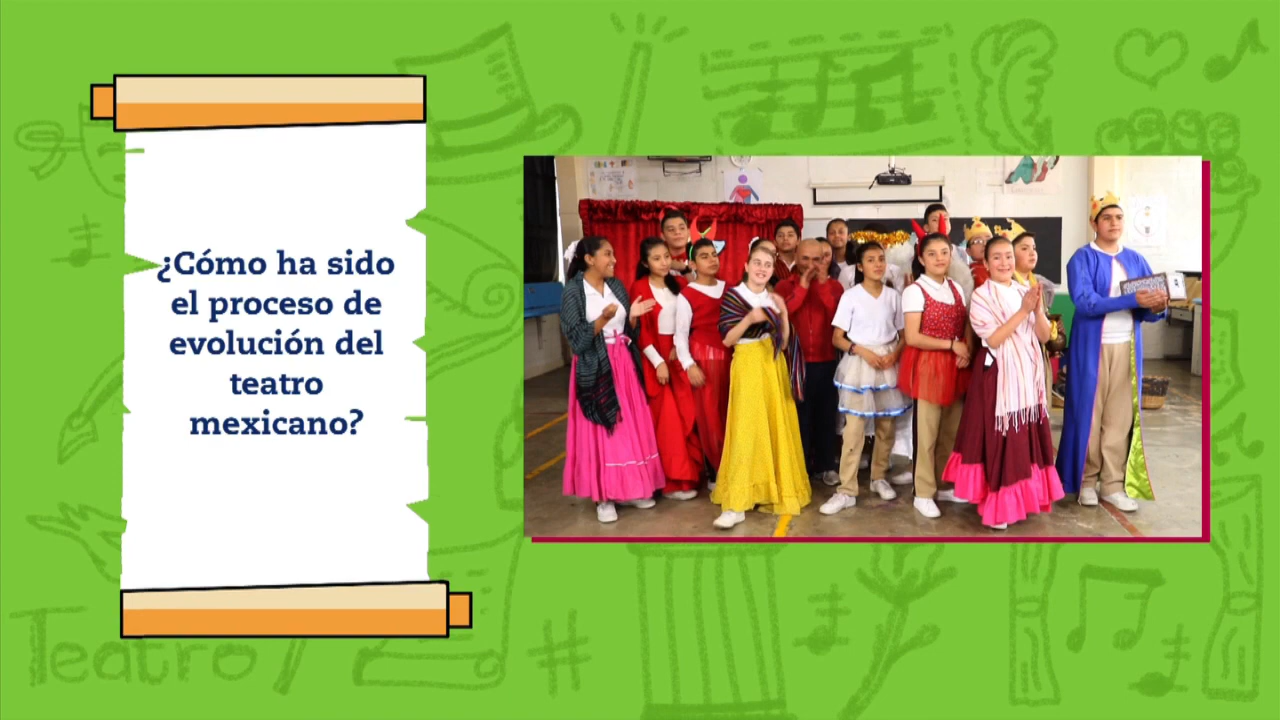 ¿Cómo ha sido
el proceso de
evolución del
teatro
mexicano?
Teatro